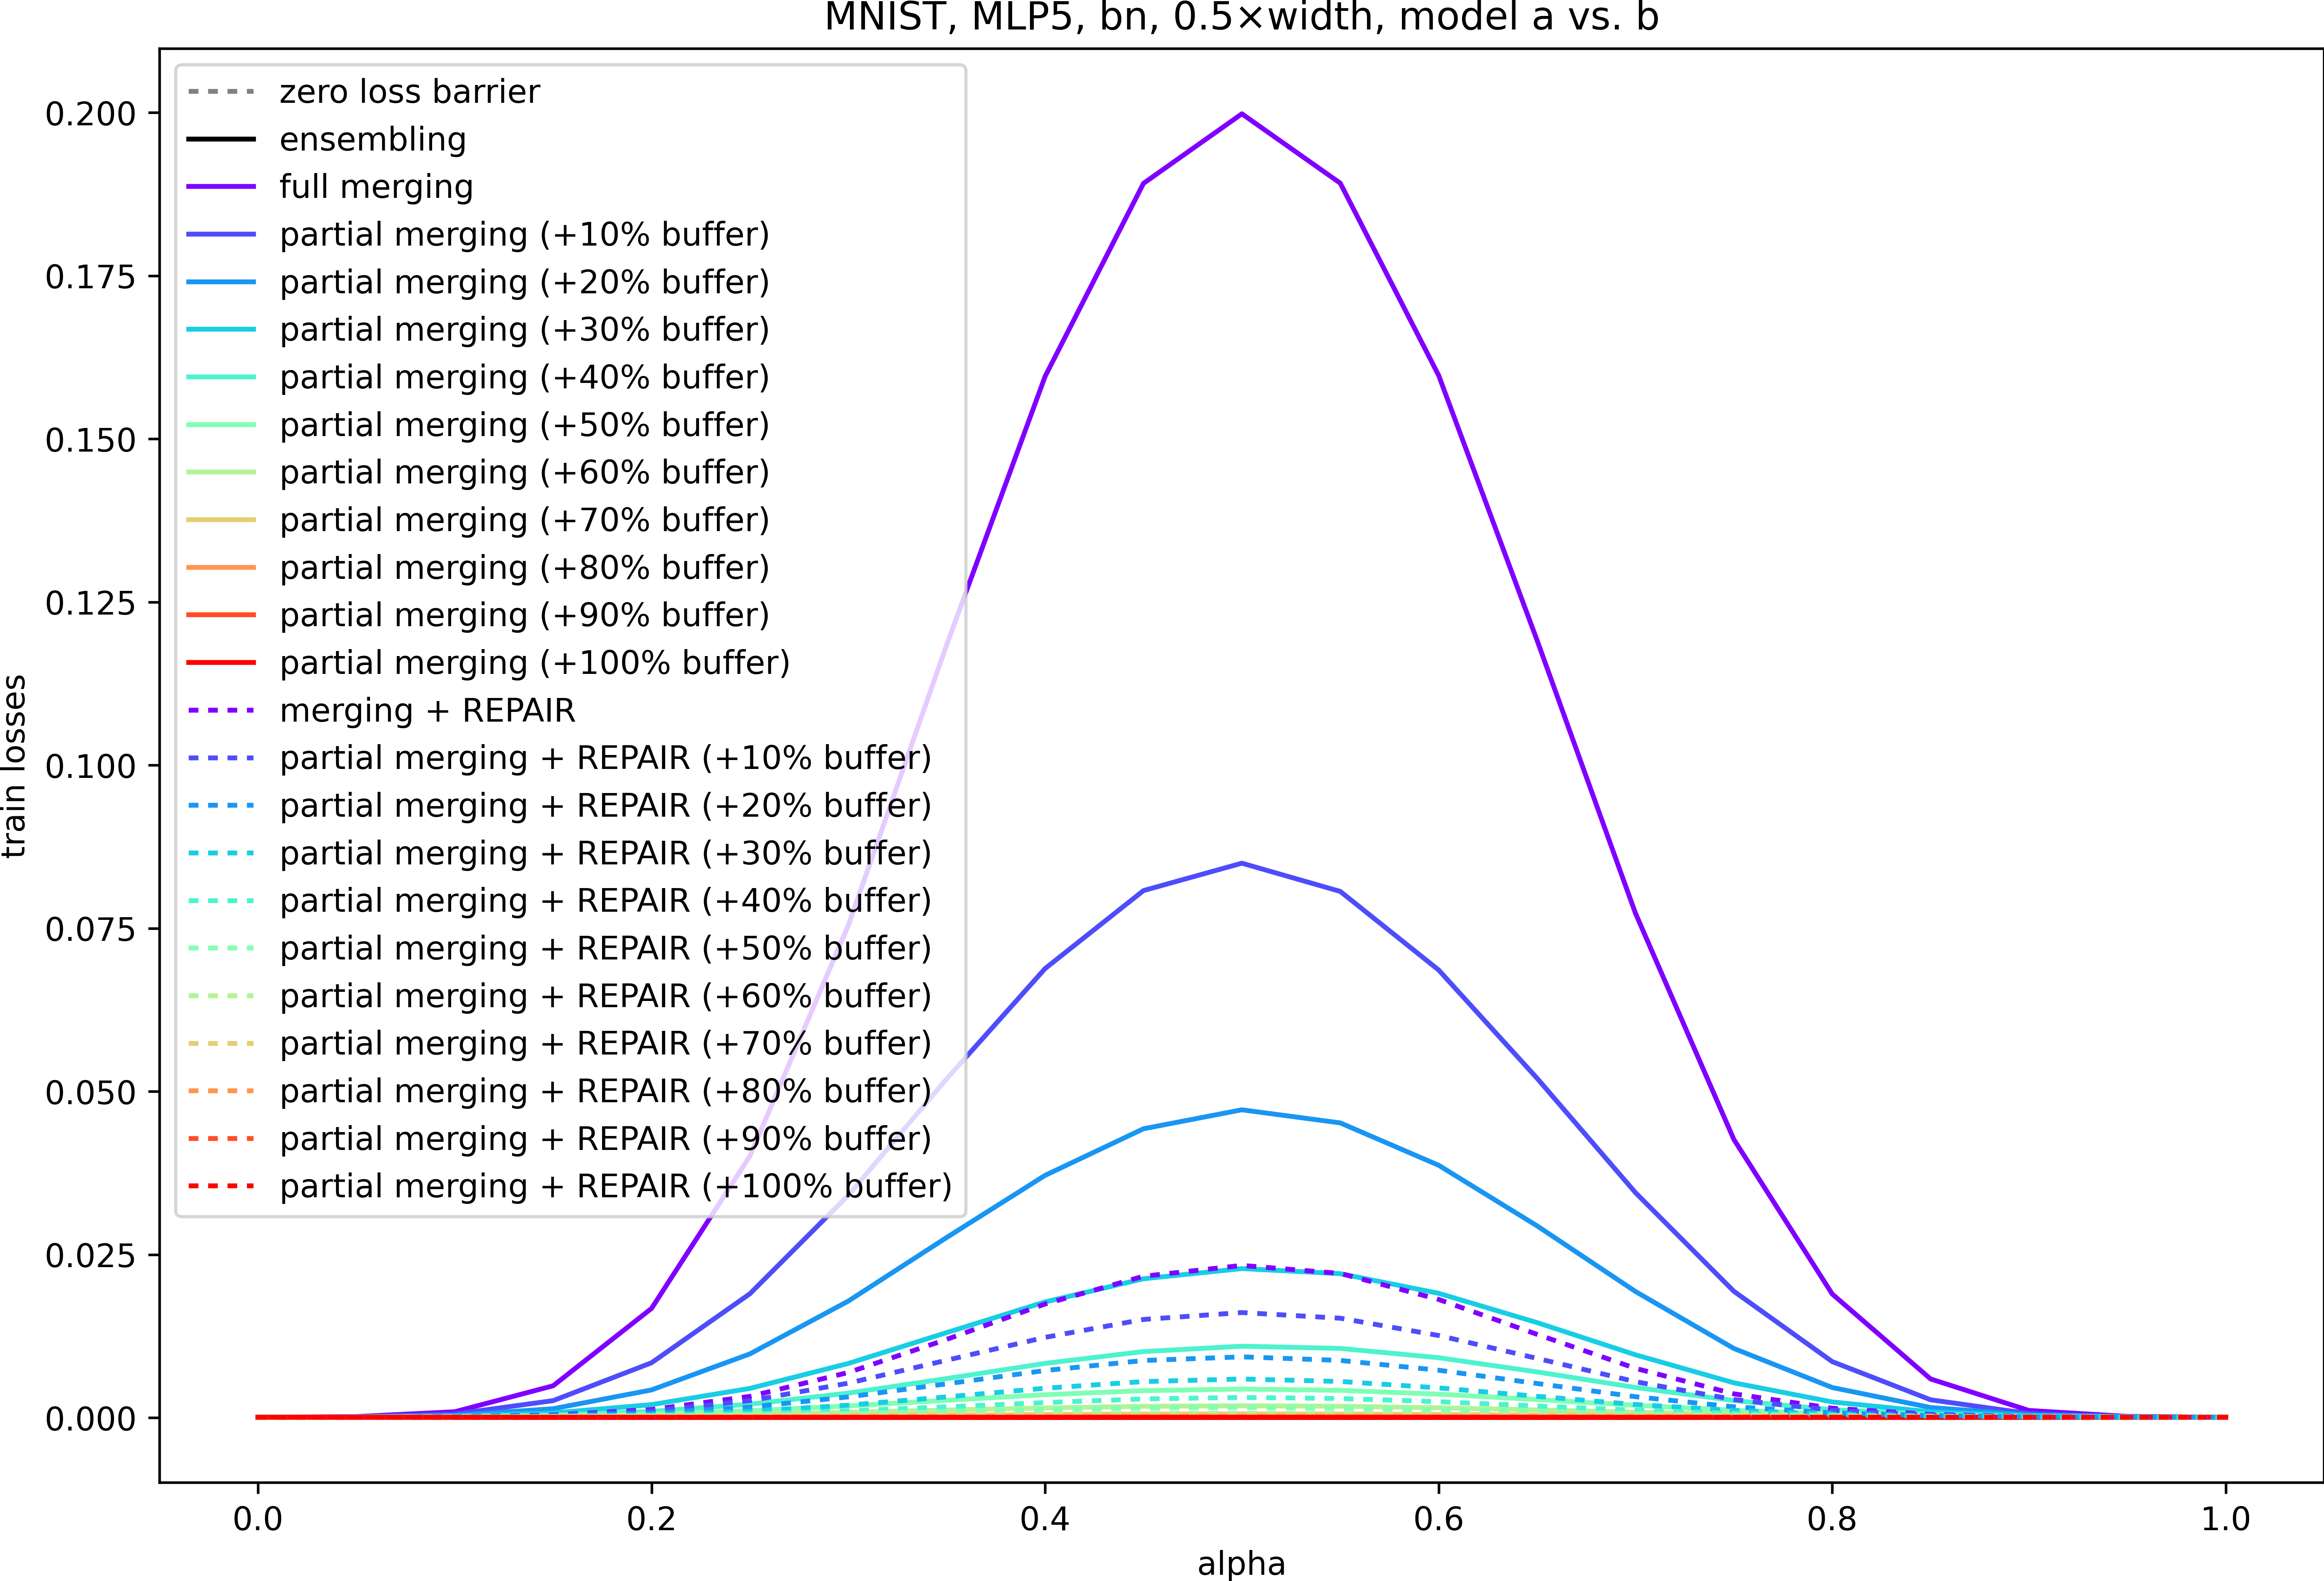 MNIST, MLP5, bn, 0.5×width, model a vs. b
zero loss barrier
ensembling
full merging
partial merging (+10% buffer)
partial merging (+20% buffer)
partial merging (+30% buffer)
partial merging (+40% buffer)
partial merging (+50% buffer)
partial merging (+60% buffer)
partial merging (+70% buffer)
partial merging (+80% buffer)
partial merging (+90% buffer)
partial merging (+100% buffer)
merging + REPAIR
partial merging + REPAIR (+10% buffer)
partial merging + REPAIR (+20% buffer)
partial merging + REPAIR (+30% buffer)
partial merging + REPAIR (+40% buffer)
partial merging + REPAIR (+50% buffer)
partial merging + REPAIR (+60% buffer)
partial merging + REPAIR (+70% buffer)
partial merging + REPAIR (+80% buffer)
partial merging + REPAIR (+90% buffer)
partial merging + REPAIR (+100% buffer)
train losses
0.200
0.175
0.150
0.125
0.100
0.075
0.050
0.025
0.000
0.0 0.2 0.4 0.6 0.8 1.0
alpha